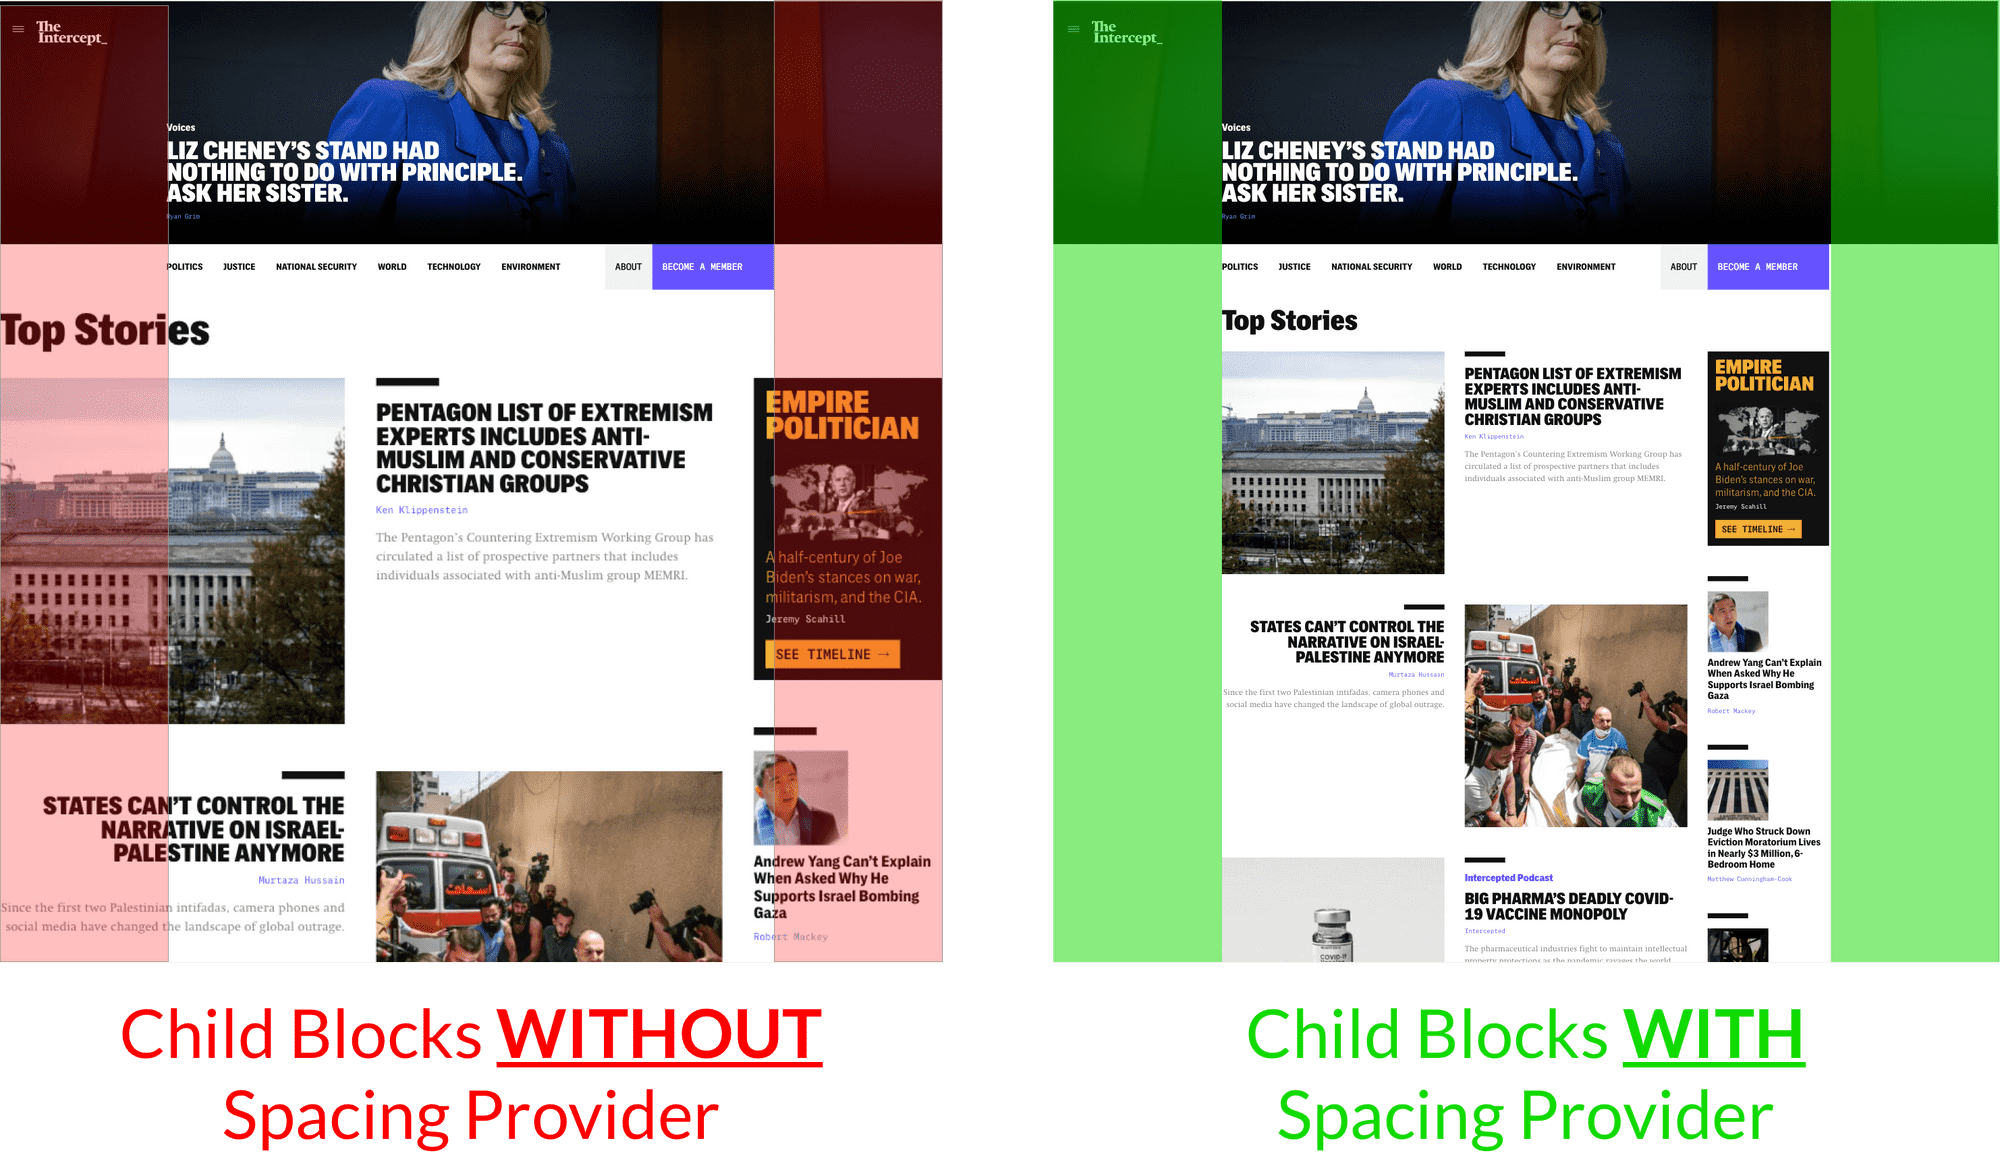 The
Intercept_
Voices
LIZ CHENEY'S STAND HAD
NOTHING TO DO WITH PRINCIPLE.
ASK HER SISTER.
Ryan Grim
POLITICS JUSTICE NATIONAL SECURITY WORLD TECHNOLOGY ENVIRONMENT ABOUT BECOME A MEMBER
Top Stories
PENTAGON LIST OF EXTREMISM
EXPERTS INCLUDES ANTI-
MUSLIM AND CONSERVATIVE
CHRISTIAN GROUPS
Ken Klippenstein
The Pentagon's Countering Extremism Working Group has
circulated a list of prospective partners that includes
individuals associated with anti-Muslim group MEMRI.
EMPIRE
POLITICIAN
A half-century of Joe
Biden's stances on war,
militarism, and the CIA.
Jeremy Scahill
SEE TIMELINE →
STATES CAN'T CONTROL THE
NARRATIVE ON ISRAEL-
PALESTINE ANYMORE
Murtaza Hussain
Since the first two Palestinian intifadas, camera phones and
social media have changed the landscape of global outrage.
Andrew Yang Can't Explain
When Asked Why He
Supports Israel Bombing
Gaza
Robert Mackey
Child Blocks WITHOUT
Spacing Provider
The
Intercept_
Voices
LIZ CHENEY'S STAND HAD
NOTHING TO DO WITH PRINCIPLE.
ASK HER SISTER.
Ryan Grim
POLITICS JUSTICE NATIONAL SECURITY WORLD TECHNOLOGY ENVIRONMENT ABOUT BECOME A MEMBER
Top Stories
PENTAGON LIST OF EXTREMISM
EXPERTS INCLUDES ANTI-
MUSLIM AND CONSERVATIVE
CHRISTIAN GROUPS
Ken Klippenstein
The Pentagon's Countering Extremism Working Group has
circulated a list of prospective partners that includes
individuals associated with anti-Muslim group MEMRI.
EMPIRE
POLITICIAN
A half-century of Joe
Biden's stances on war,
militarism, and the CIA.
Jeremy Scahill
SEE TIMELINE →
STATES CAN'T CONTROL THE
NARRATIVE ON ISRAEL-
PALESTINE ANYMORE
Murtaza Hussain
Since the first two Palestinian intifadas, camera phones and
social media have changed the landscape of global outrage.
Andrew Yang Can't Explain
When Asked Why He
Supports Israel Bombing
Gaza
Robert Mackey
Judge Who Struck Down
Eviction Moratorium Lives
in Nearly $3 Million, 6-
Bedroom Home
Matthew Cunningham-Cook
COVID-19
Intercepted Podcast
BIG PHARMA'S DEADLY COVID-
19 VACCINE MONOPOLY
Intercepted
The pharmaceutical industries fight to maintain intellectual
property protections as the pandemic ravages the world.
Child Blocks WITH
Spacing Provider